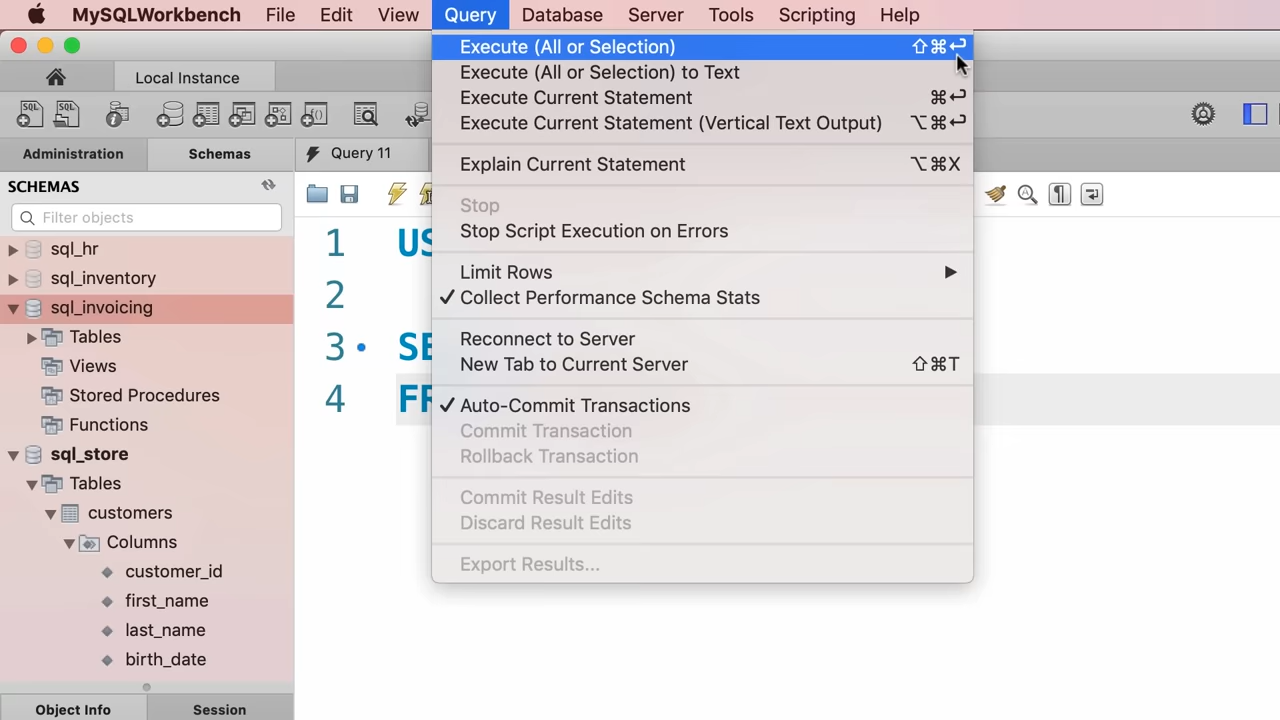 MySQLWorkbench File Edit View Query Database Server Tools Scripting Help
Local Instance
Administration Schemas Query 11
SCHEMAS
Filter objects
sql_hr
sql_inventory
sql_invoicing
Tables
Views
Stored Procedures
Functions
sql_store
Tables
customers
Columns
customer_id
first_name
last_name
birth_date
Object Info Session
Execute (All or Selection) ⇧⌘↩
Execute (All or Selection) to Text
Execute Current Statement ⌘↩
Execute Current Statement (Vertical Text Output) ⌥⌘↩
Explain Current Statement ⌥⌘X
Stop
Stop Script Execution on Errors
Limit Rows
Collect Performance Schema Stats
Reconnect to Server
New Tab to Current Server ⇧⌘T
Auto-Commit Transactions
Commit Transaction
Rollback Transaction
Commit Result Edits
Discard Result Edits
Export Results...
1 US
2
3 SE
4 FR